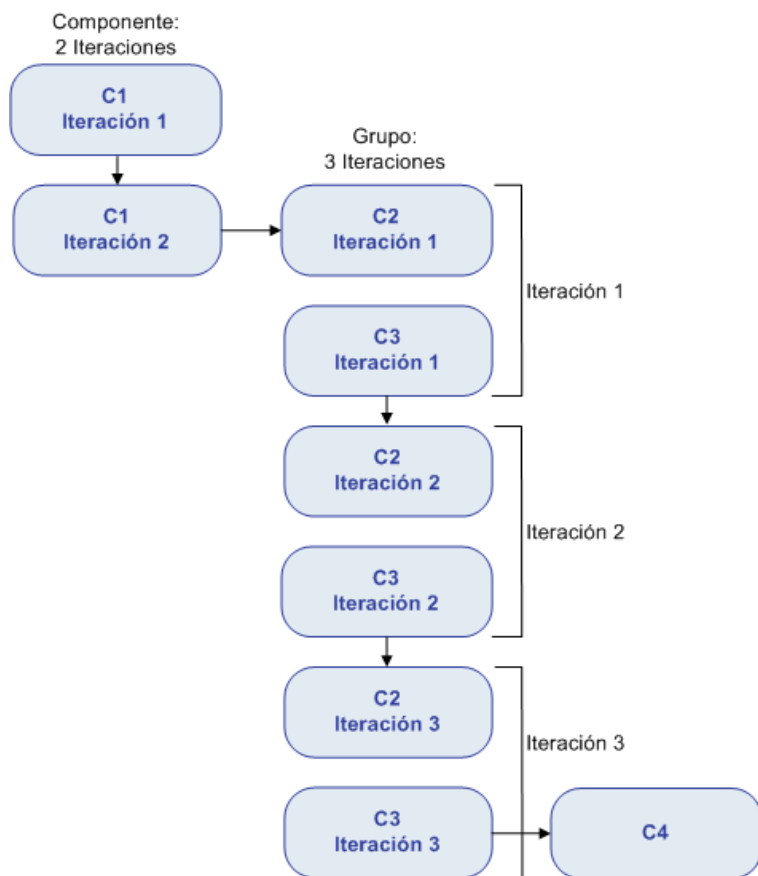 Componente:
2 Iteraciones
C1
Iteración 1
Grupo:
3 Iteraciones
C1
Iteración 2
C2
Iteración 1
Iteración 1
C3
Iteración 1
C2
Iteración 2
Iteración 2
C3
Iteración 2
C2
Iteración 3
Iteración 3
C3
Iteración 3
C4